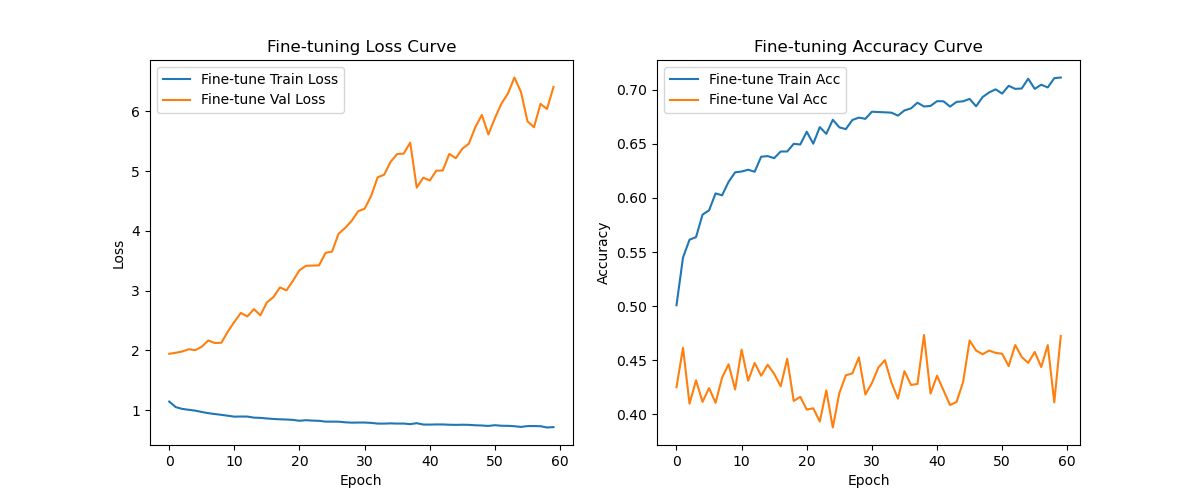 Fine-tuning Loss Curve
Fine-tune Train Loss
Fine-tune Val Loss
Loss
6
5
4
3
2
1
0 10 20 30 40 50 60
Epoch
Fine-tuning Accuracy Curve
Fine-tune Train Acc
Fine-tune Val Acc
Accuracy
0.70
0.65
0.60
0.55
0.50
0.45
0.40
0 10 20 30 40 50 60
Epoch